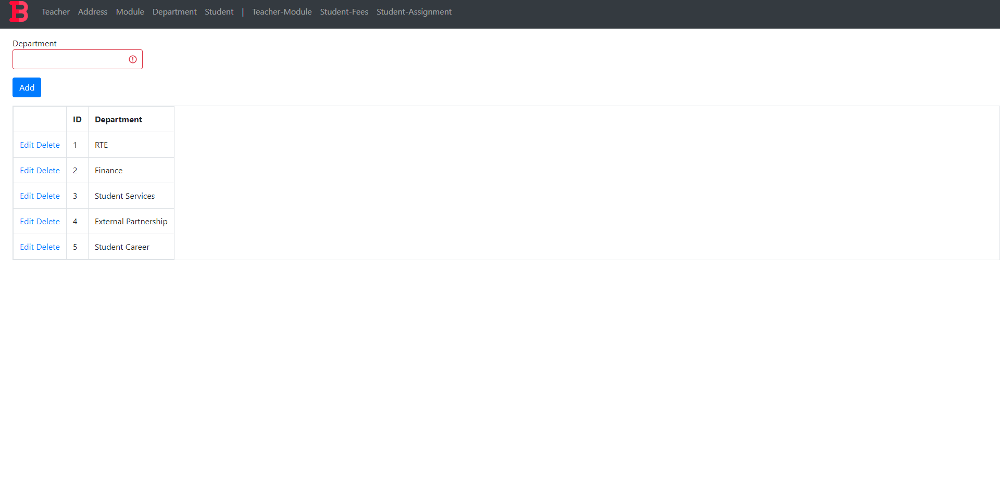 B Teacher Address Module Department Student | Teacher-Module Student-Fees Student-Assignment
Department
Add
ID Department
Edit Delete 1 RTE
Edit Delete 2 Finance
Edit Delete 3 Student Services
Edit Delete 4 External Partnership
Edit Delete 5 Student Career